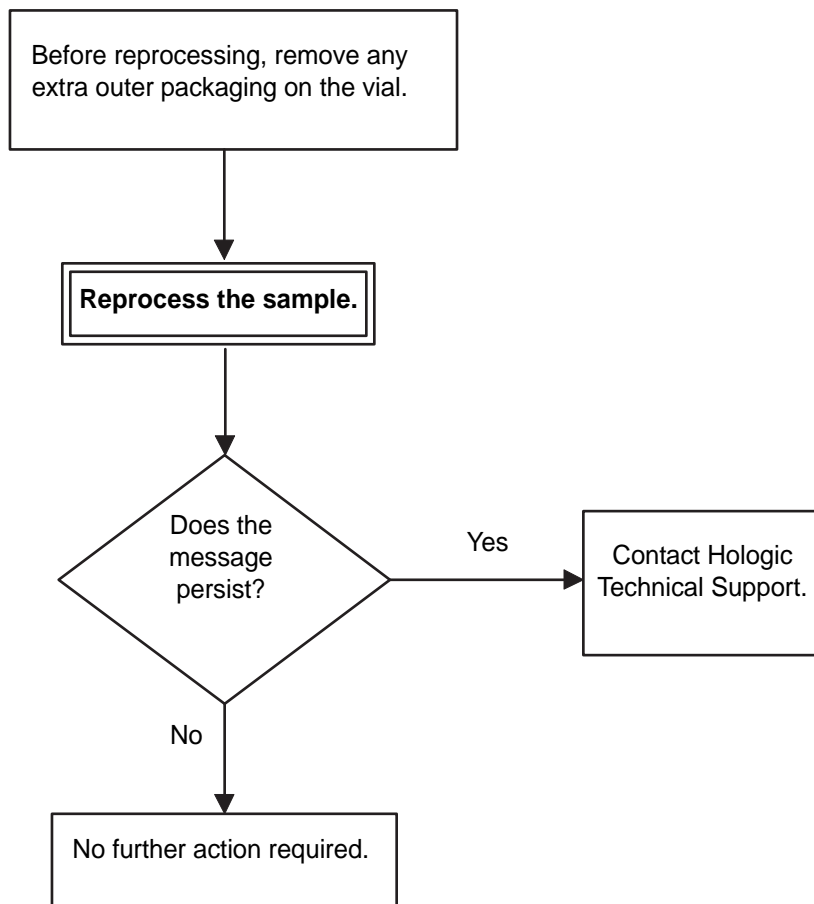 Before reprocessing, remove any
extra outer packaging on the vial.
Reprocess the sample.
Does the
message
persist?
Yes
Contact Hologic
Technical Support.
No
No further action required.